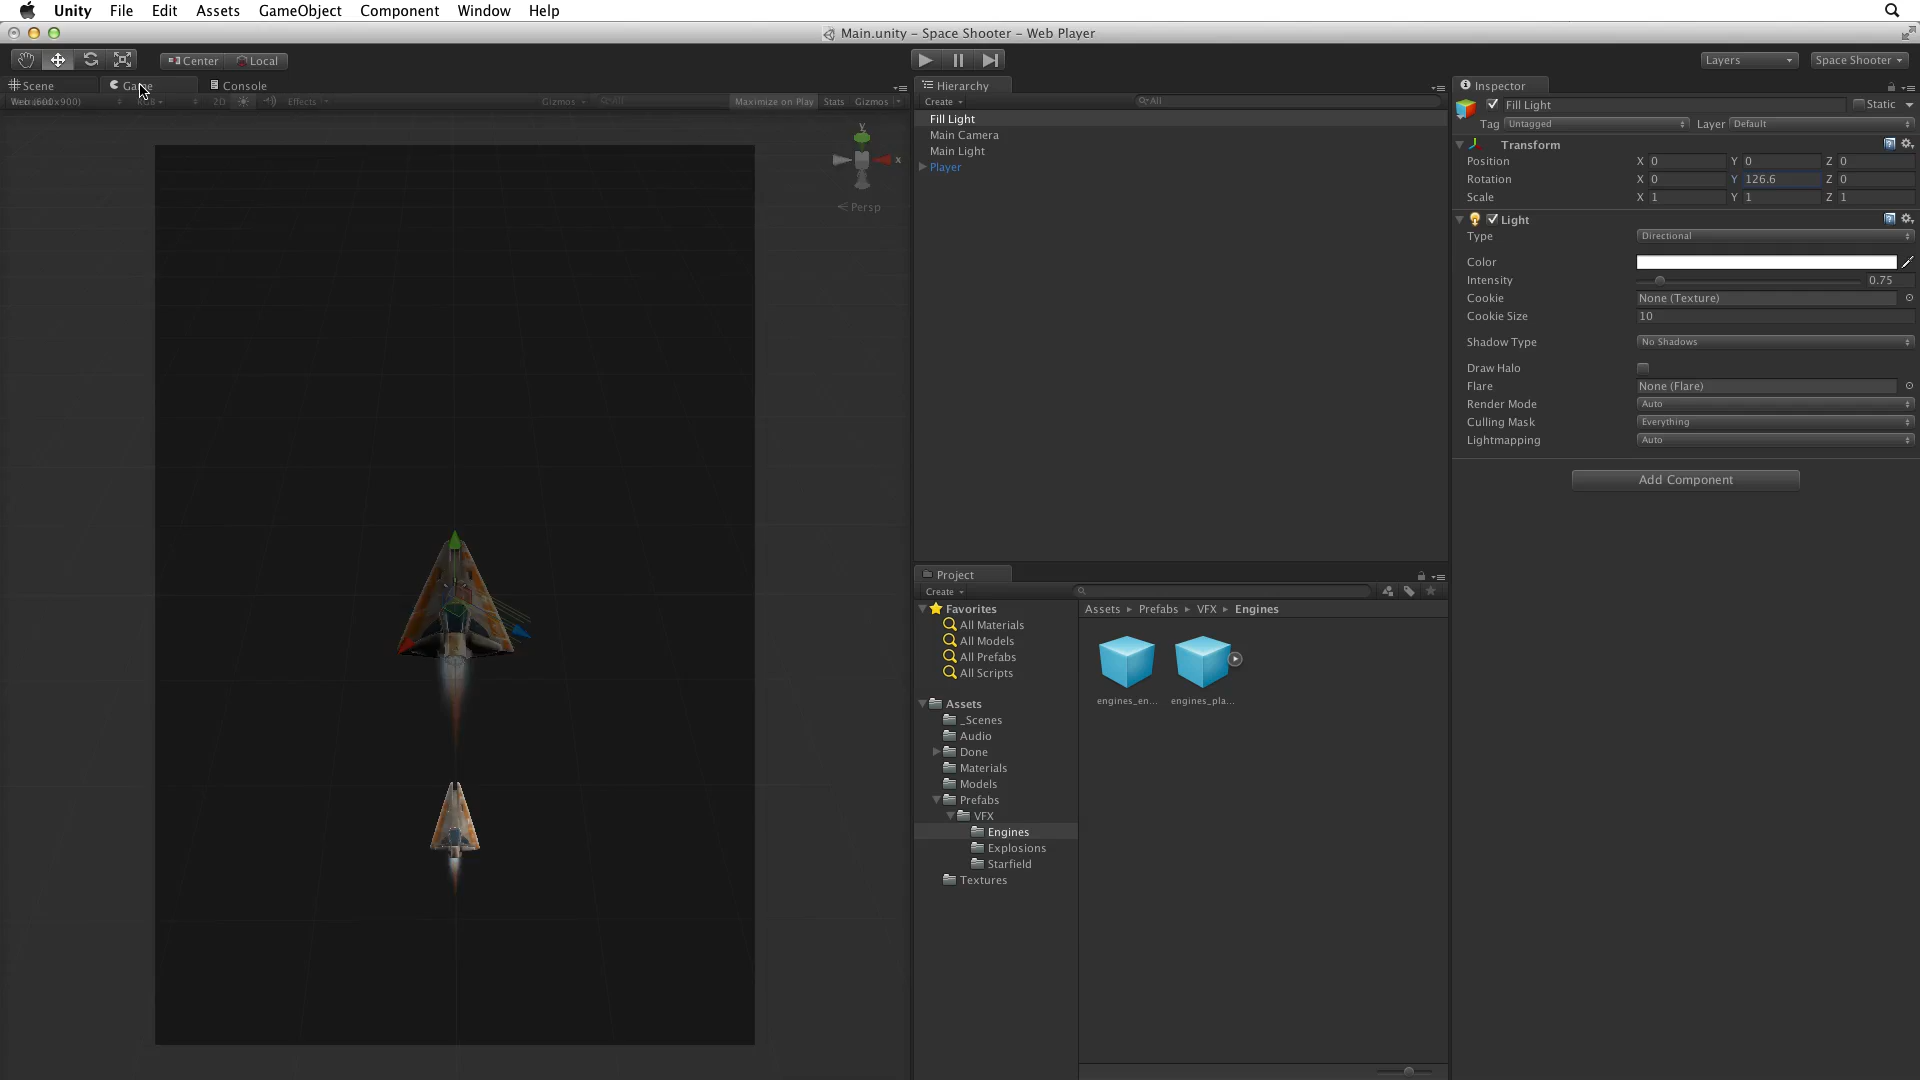 Unity File Edit Assets GameObject Component Window Help
Main.unity – Space Shooter – Web Player
Center Local
Layers Space Shooter
Scene Game Console
Effects Gizmos All Maximize on Play Stats Gizmos
y
x
Persp
Hierarchy
Create All
Fill Light
Main Camera
Main Light
Player
Project
Create
Favorites
All Materials
All Models
All Prefabs
All Scripts
Assets
_Scenes
Audio
Done
Materials
Models
Prefabs
VFX
Engines
Explosions
Starfield
Textures
Assets Prefabs VFX Engines
engines_en... engines_pla...
Inspector
Fill Light Static
Tag Untagged Layer Default
Transform
Position X 0 Y 0 Z 0
Rotation X 0 Y 126.6 Z 0
Scale X 1 Y 1 Z 1
Light
Type Directional
Color
Intensity 0.75
Cookie None (Texture)
Cookie Size 10
Shadow Type No Shadows
Draw Halo
Flare None (Flare)
Render Mode Auto
Culling Mask Everything
Lightmapping Auto
Add Component